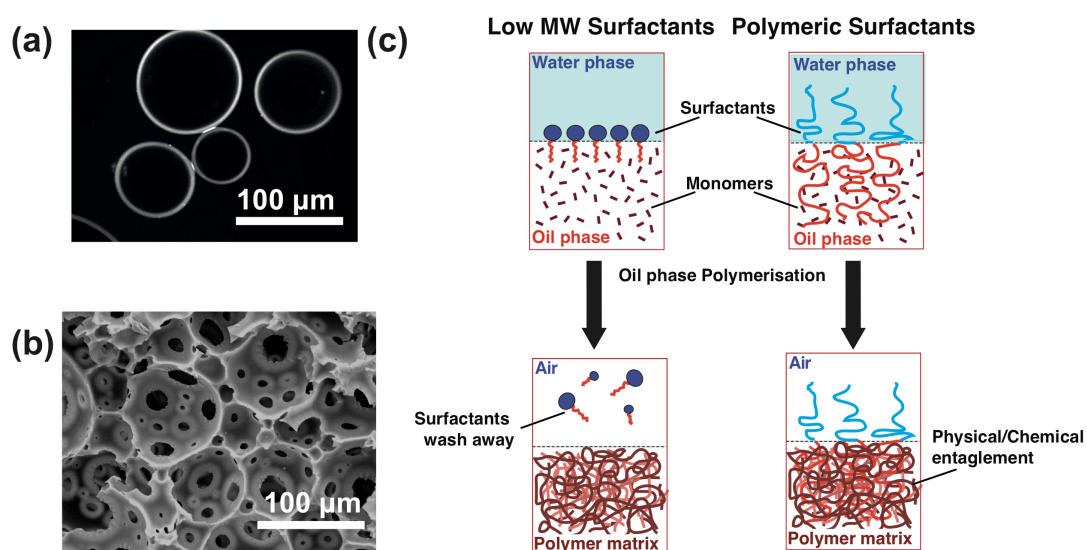 (a)
100 µm
(b)
100 µm
(c)
Low MW Surfactants
Polymeric Surfactants
Water phase
Water phase
Surfactants
Monomers
Oil phase
Oil phase
Oil phase Polymerisation
Air
Air
Surfactants
wash away
Physical/Chemical
entaglement
Polymer matrix
Polymer matrix